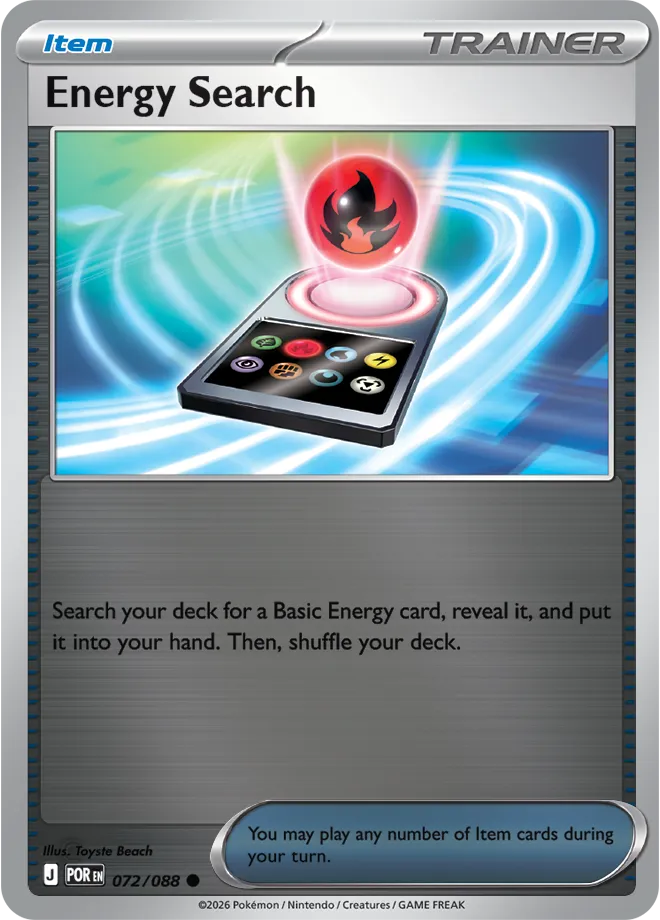 Item
TRAINER
Energy Search
Search your deck for a Basic Energy card, reveal it, and put
it into your hand. Then, shuffle your deck.
You may play any number of Item cards during
your turn.
Illus. Toyste Beach
J POR EN 072/088
©2026 Pokémon / Nintendo / Creatures / GAME FREAK